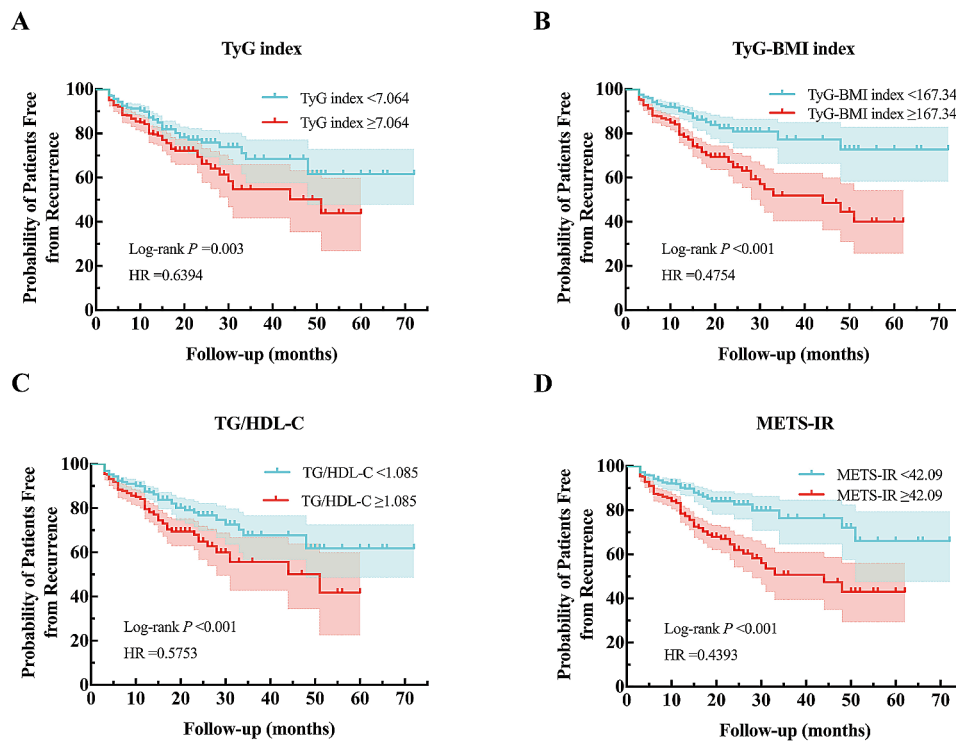 A
TyG index
Probability of Patients Free
from Recurrence
100
80
60
40
20
0
TyG index <7.064
TyG index ≥7.064
Log-rank P =0.003
HR =0.6394
0 10 20 30 40 50 60 70
Follow-up (months)
B
TyG-BMI index
Probability of Patients Free
from Recurrence
100
80
60
40
20
0
TyG-BMI index <167.34
TyG-BMI index ≥167.34
Log-rank P <0.001
HR =0.4754
0 10 20 30 40 50 60 70
Follow-up (months)
C
TG/HDL-C
Probability of Patients Free
from Recurrence
100
80
60
40
20
0
TG/HDL-C <1.085
TG/HDL-C ≥1.085
Log-rank P <0.001
HR =0.5753
0 10 20 30 40 50 60 70
Follow-up (months)
D
METS-IR
Probability of Patients Free
from Recurrence
100
80
60
40
20
0
METS-IR <42.09
METS-IR ≥42.09
Log-rank P <0.001
HR =0.4393
0 10 20 30 40 50 60 70
Follow-up (months)